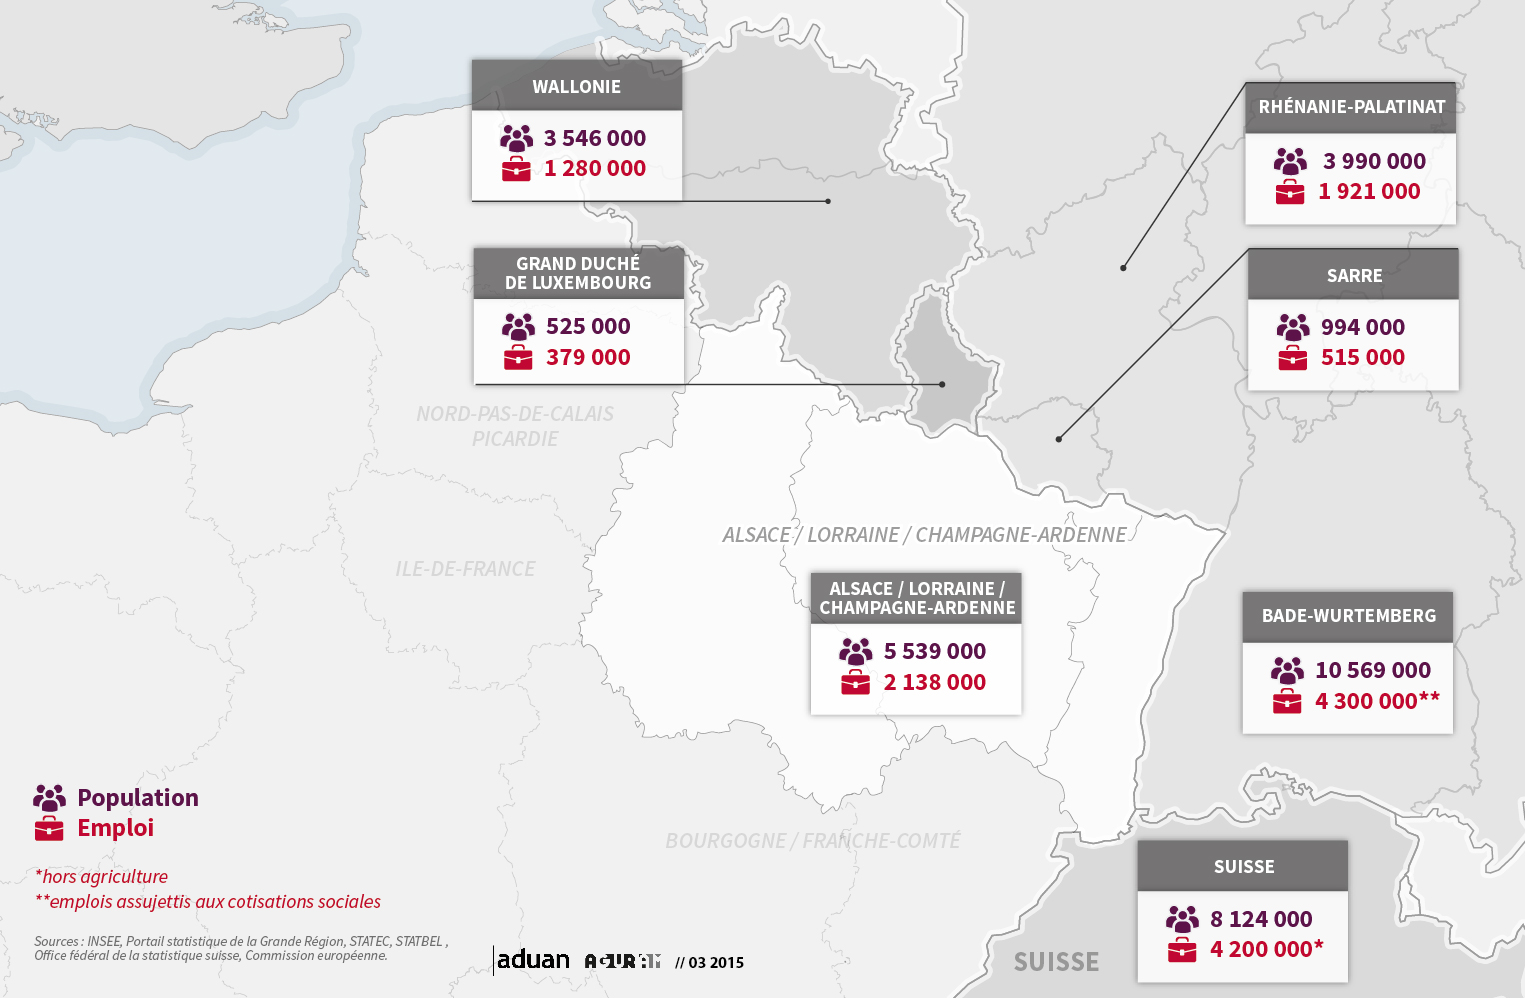 WALLONIE
3 546 000
1 280 000
RHÉNANIE-PALATINAT
3 990 000
1 921 000
GRAND DUCHÉ
DE LUXEMBOURG
525 000
379 000
SARRE
994 000
515 000
NORD-PAS-DE-CALAIS
PICARDIE
ALSACE / LORRAINE / CHAMPAGNE-ARDENNE
ILE-DE-FRANCE
ALSACE / LORRAINE /
CHAMPAGNE-ARDENNE
5 539 000
2 138 000
BADE-WURTEMBERG
10 569 000
4 300 000**
Population
Emploi
BOURGOGNE / FRANCHE-COMTÉ
*hors agriculture
**emplois assujettis aux cotisations sociales
SUISSE
8 124 000
4 200 000*
Sources : INSEE, Portail statistique de la Grande Région, STATEC, STATBEL ,
Office fédéral de la statistique suisse, Commission européenne.
aduan // 03 2015
SUISSE